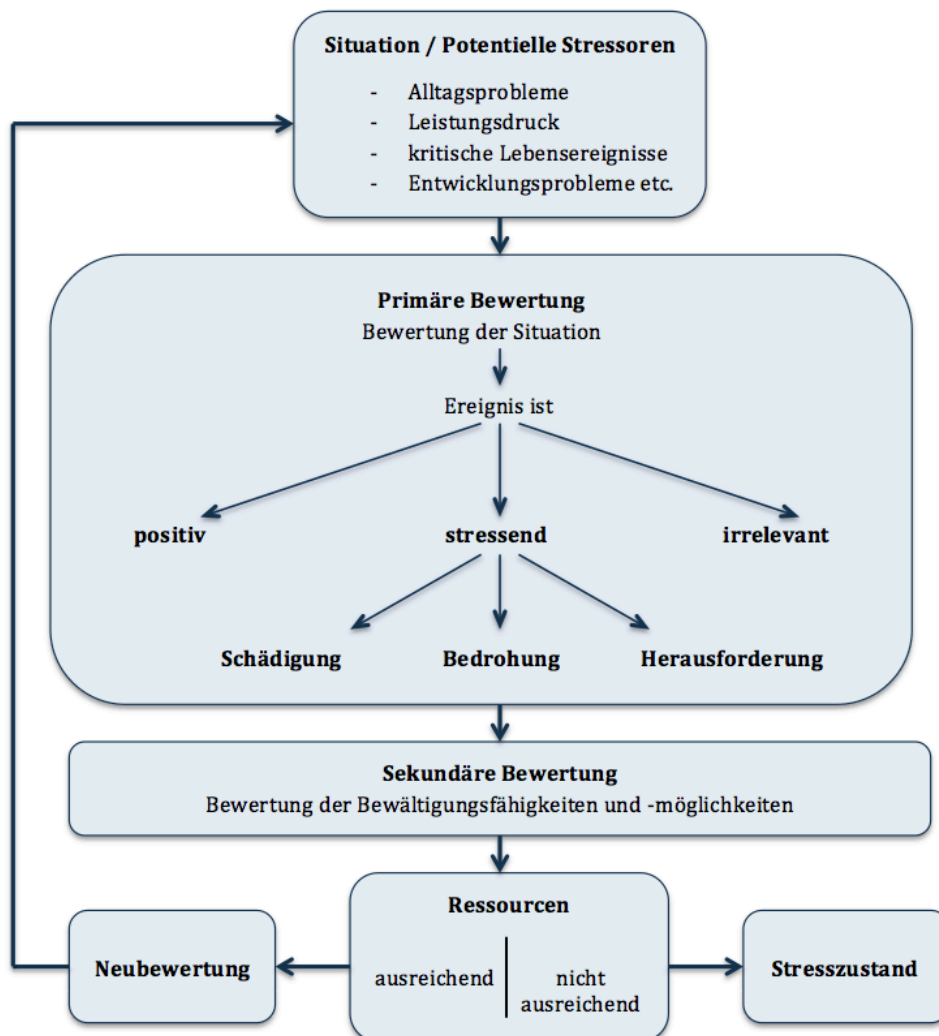 Situation / Potentielle Stressoren
- Alltagsprobleme
- Leistungsdruck
- kritische Lebensereignisse
- Entwicklungsprobleme etc.
Primäre Bewertung
Bewertung der Situation
Ereignis ist
positiv
stressend
irrelevant
Schädigung
Bedrohung
Herausforderung
Sekundäre Bewertung
Bewertung der Bewältigungsfähigkeiten und -möglichkeiten
Ressourcen
ausreichend
nicht
ausreichend
Neubewertung
Stresszustand